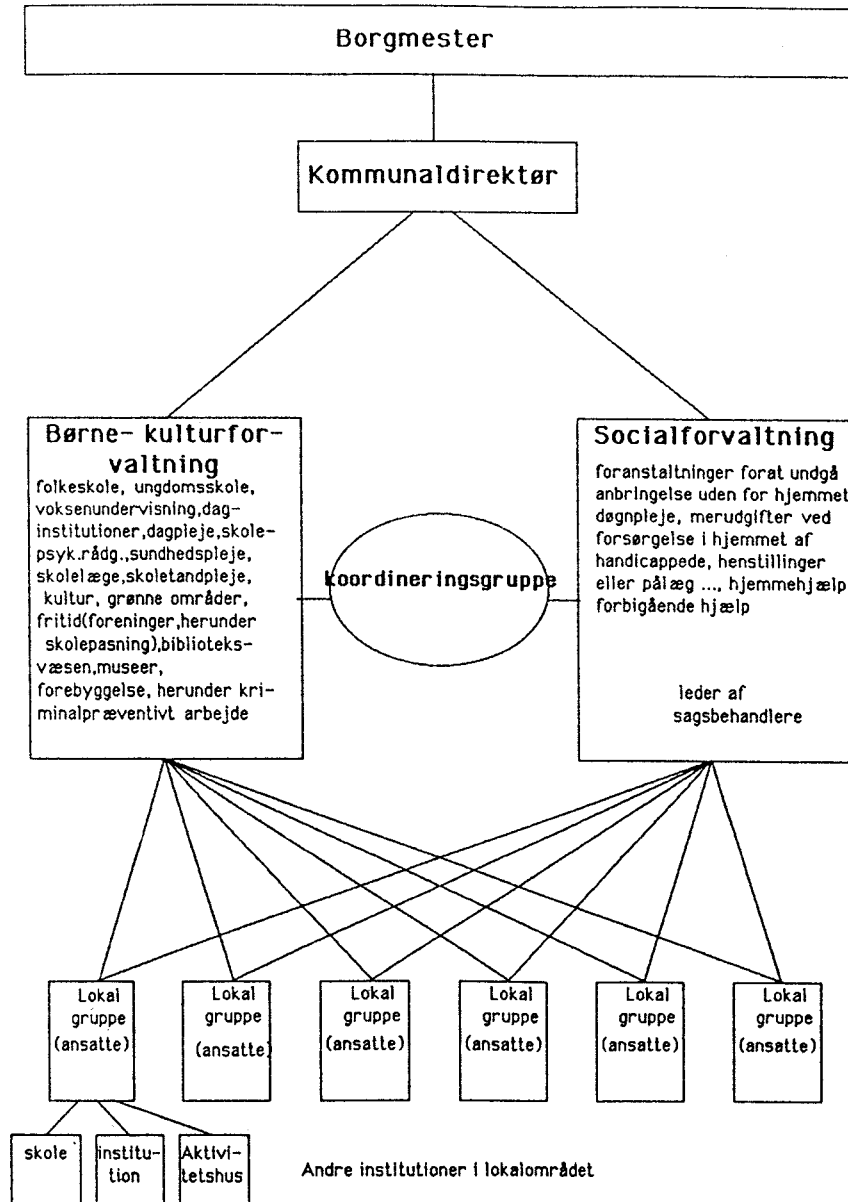 Borgmester
Kommunaldirektør
Børne- kulturfor-
valtning
folkeskole, ungdomsskole,
voksenundervisning,dag-
institutioner,dagpleje,skole-
psyk.rådg.,sundhedspleje,
skolelæge,skoletandpleje,
kultur, grønne områder,
fritid(foreninger,herunder
skolepasning),biblioteks-
væsen,museer,
forebyggelse, herunder kri-
minalpræventivt arbejde
koordineringsgruppe
Socialforvaltning
foranstaltninger forat undgå
anbringelse uden for hjemmet
døgnpleje, merudgifter ved
forsørgelse i hjemmet af
handicappede, henstillinger
eller pålæg ..., hjemmehjælp
forbigående hjælp
leder af
sagsbehandlere
Lokal
gruppe
(ansatte)
Lokal
gruppe
(ansatte)
Lokal
gruppe
(ansatte)
Lokal
gruppe
(ansatte)
Lokal
gruppe
(ansatte)
Lokal
gruppe
(ansatte)
skole
institu-
tion
Aktivi-
tetshus
Andre institutioner i lokalområdet